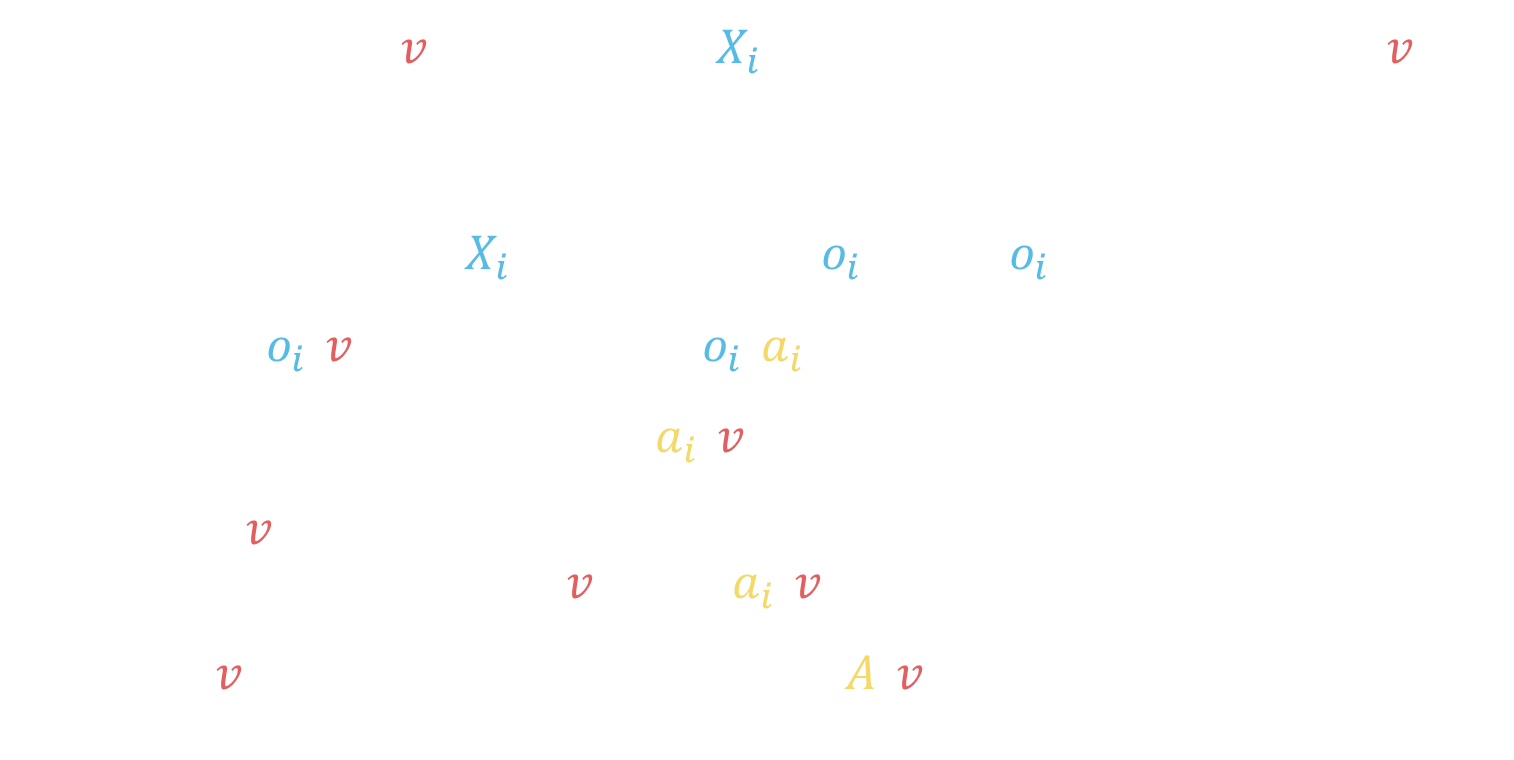 v X_i v
X_i o_i o_i
o_i v o_i a_i
a_i v
v
v a_i v
v A v